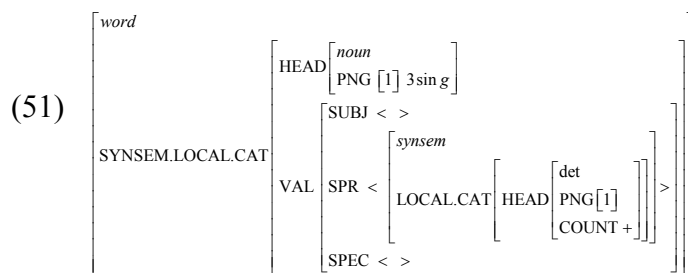 word
noun
HEAD
PNG [1] 3sin g
(51)
SUBJ < >
synsem
SYNSEM.LOCAL.CAT
det
VAL
SPR <
LOCAL.CAT
HEAD
PNG[1]
>
COUNT +
SPEC < >